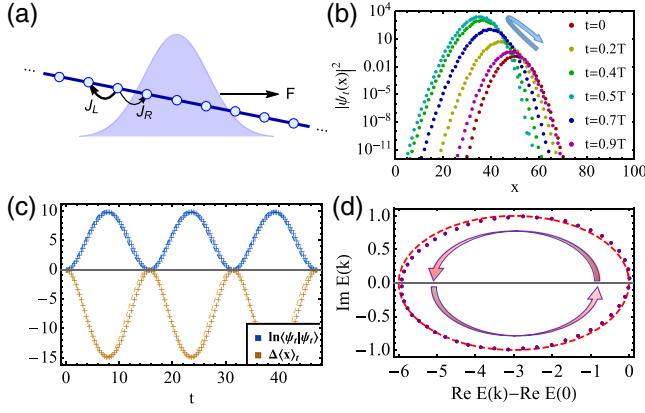 (a)
...
J_L
J_R
F
...
(b)
10^4
10
0.01
10^-5
10^-8
10^-11
|ψ_t(x)|^2
0 20 40 60 80 100
x
t=0
t=0.2T
t=0.4T
t=0.5T
t=0.7T
t=0.9T
(c)
10
5
0
-5
-10
-15
0 10 20 30 40
t
ln⟨ψ_t|ψ_t⟩
Δ⟨x⟩_t
(d)
1.0
0.5
0.0
-0.5
-1.0
Im E(k)
-6 -5 -4 -3 -2 -1 0
Re E(k)-Re E(0)